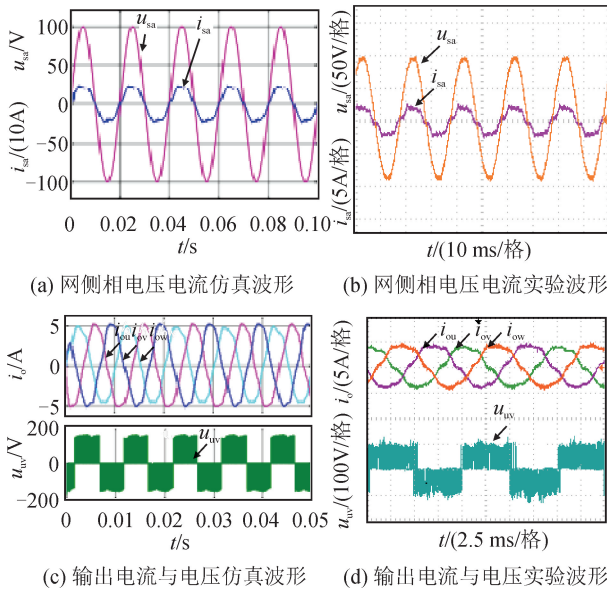 u_sa/V
i_sa/(10A)
100
50
0
−50
−100
u_sa
i_sa
0
0.02
0.04
0.06
0.08
0.10
t/s
(a) 网侧相电压电流仿真波形
u_sa/(50V/格)
i_sa/(5A/格)
u_sa
i_sa
t/(10 ms/格)
(b) 网侧相电压电流实验波形
i_o/A
5
0
−5
i_ou i_ov i_ow
u_uv/V
200
0
−200
u_uv
0
0.01
0.02
0.03
0.04
0.05
t/s
(c) 输出电流与电压仿真波形
i_o/(5A/格)
i_ou i_ov i_ow
u_uv/(100V/格)
u_uv
t/(2.5 ms/格)
(d) 输出电流与电压实验波形